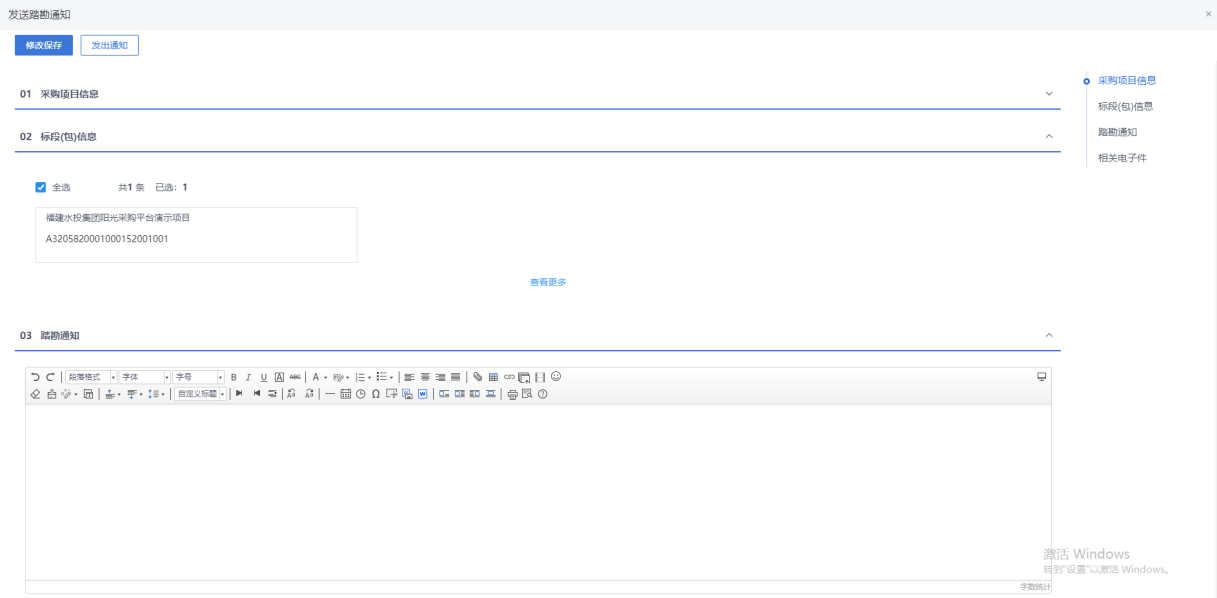 发送踏勘通知
修改保存 发出通知
01 采购项目信息
02 标段(包)信息
全选 共1 条 已选：1
福建水投集团阳光采购平台演示项目
A3205820001000152001001
查看更多
03 踏勘通知
段落格式 字体 字号 B I U A ABC A
自定义标题
字数统计
采购项目信息
标段(包)信息
踏勘通知
相关电子件
激活 Windows
转到"设置"以激活 Windows。